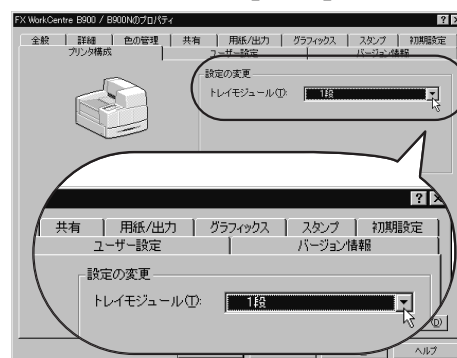 FX WorkCentre B900 / B900Nのプロパティ
全般 詳細 色の管理 共有 用紙/出力 グラフィックス スタンプ 初期設定
プリンタ構成 ユーザー設定 バージョン情報
設定の変更
トレイモジュール(T): 1段
共有 用紙/出力 グラフィックス スタンプ 初期設定
ユーザー設定 バージョン情報
設定の変更
トレイモジュール(T): 1段
(D)
ヘルプ